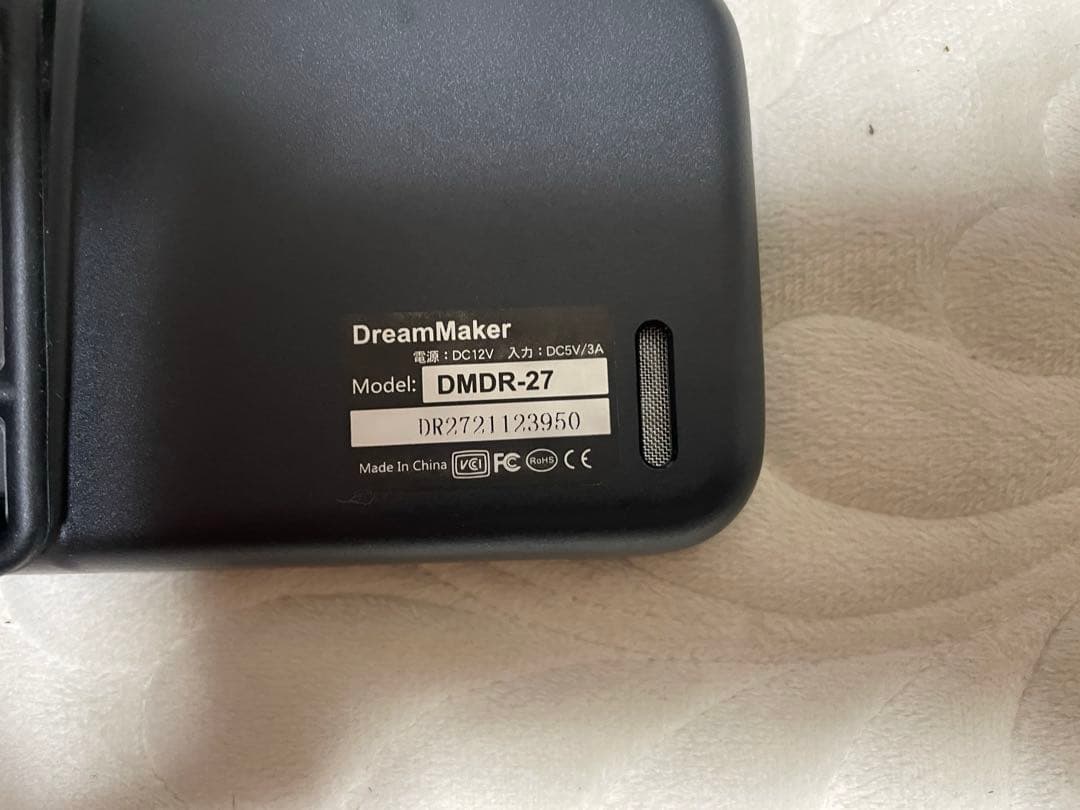 DreamMaker
電源：DC12V 入力：DC5V/3A
Model: DMDR-27
DR2721123950
Made In China VCI FC RoHS CE